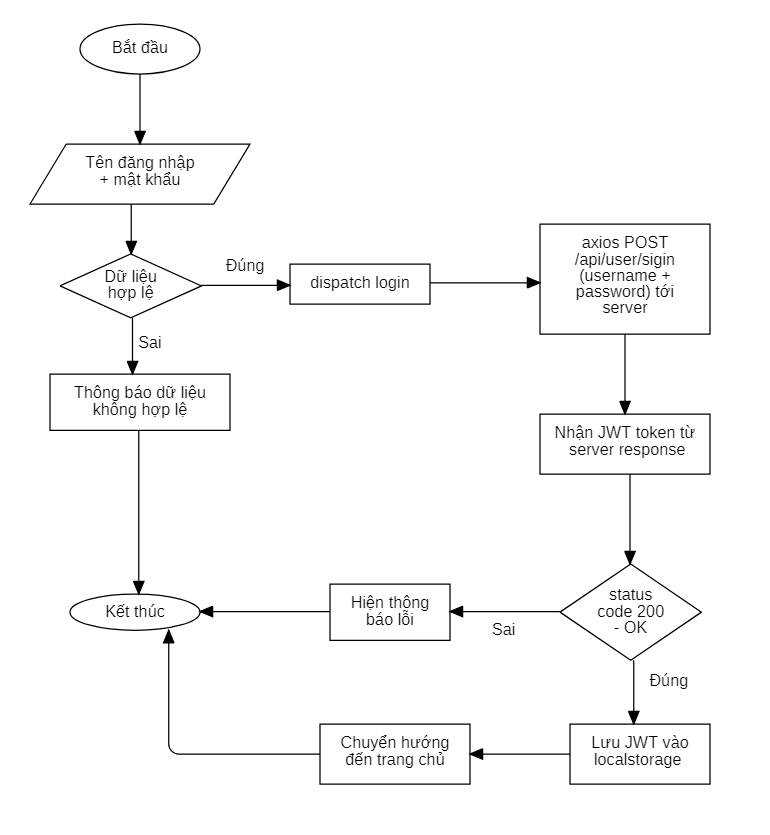 Bắt đầu
Tên đăng nhập
+ mật khẩu
Dữ liệu
hợp lệ
Đúng
dispatch login
axios POST
/api/user/sigin
(username +
password) tới
server
Sai
Thông báo dữ liệu
không hợp lệ
Nhận JWT token từ
server response
status
code 200
- OK
Sai
Hiện thông
báo lỗi
Kết thúc
Đúng
Lưu JWT vào
localstorage
Chuyển hướng
đến trang chủ